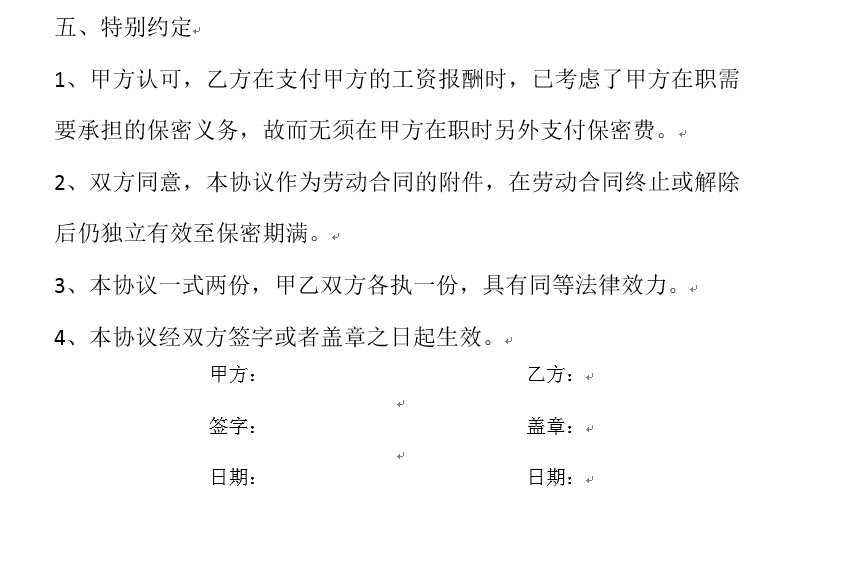 五、特别约定
1、甲方认可，乙方在支付甲方的工资报酬时，已考虑了甲方在职需
要承担的保密义务，故而无须在甲方在职时另外支付保密费。
2、双方同意，本协议作为劳动合同的附件，在劳动合同终止或解除
后仍独立有效至保密期满。
3、本协议一式两份，甲乙双方各执一份，具有同等法律效力。
4、本协议经双方签字或者盖章之日起生效。
甲方： 乙方：
签字： 盖章：
日期： 日期：